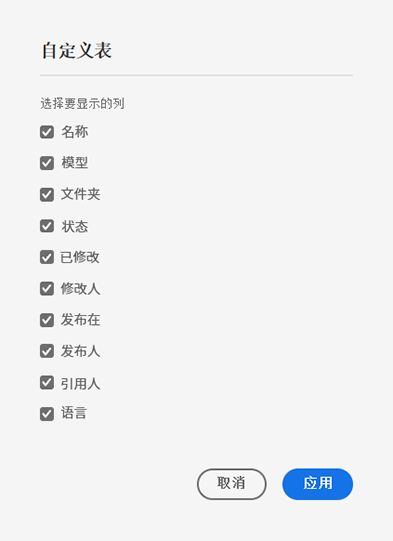 自定义表
选择要显示的列
名称
模型
文件夹
状态
已修改
修改人
发布在
发布人
引用人
语言
取消 应用